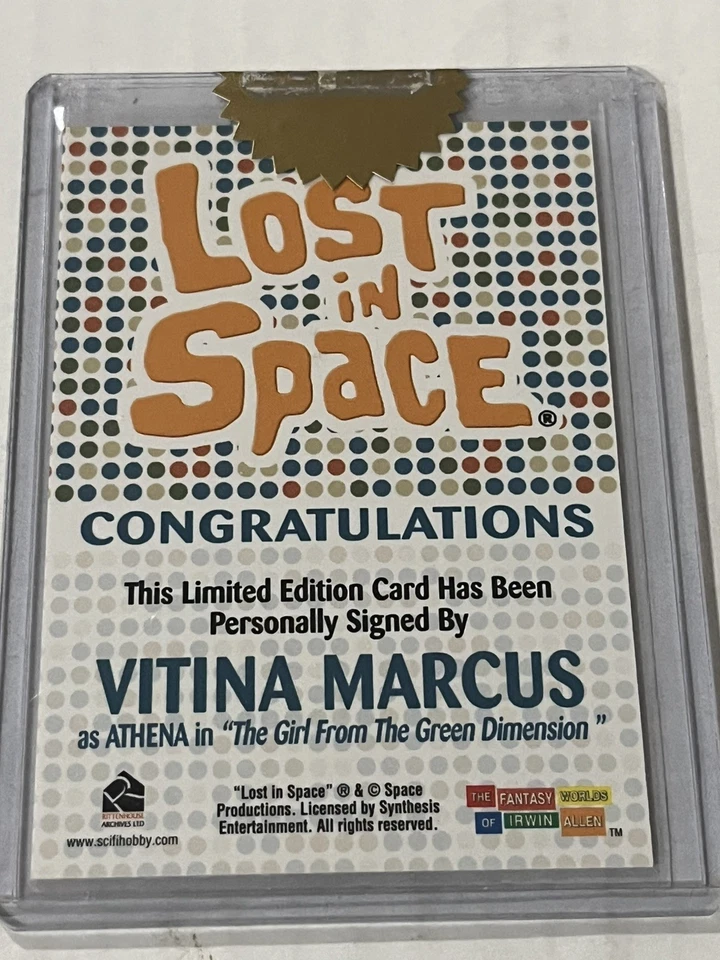 LOST
iN
SpacE®
CONGRATULATIONS
This Limited Edition Card Has Been
Personally Signed By
VITINA MARCUS
as ATHENA in "The Girl From The Green Dimension "
RITTENHOUSE
ARCHIVES LTD
www.scifihobby.com
"Lost in Space" ® & © Space
Productions. Licensed by Synthesis
Entertainment. All rights reserved.
THE FANTASY WORLDS
OF IRWIN ALLEN TM